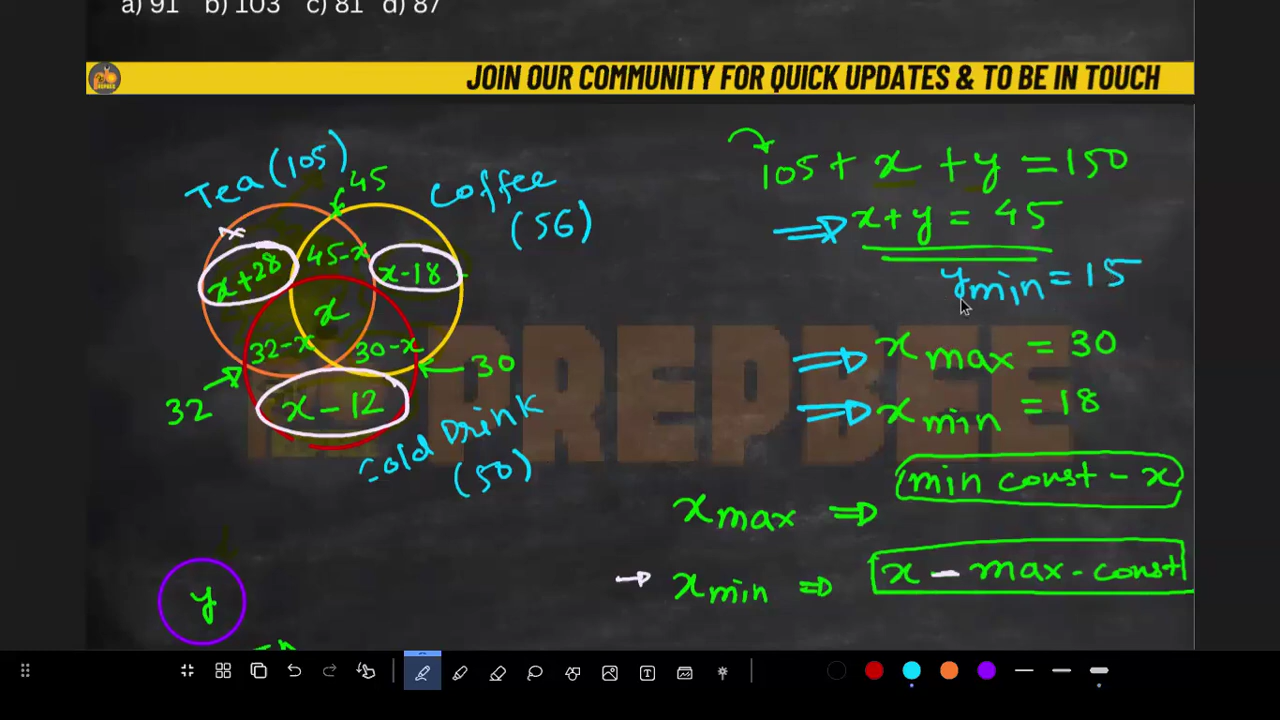 a) 91 b) 103 c) 81 d) 87
JOIN OUR COMMUNITY FOR QUICK UPDATES & TO BE IN TOUCH
Tea (105)
45
Coffee
(56)
x+28
45-x
x-18
x
32-x
30-x
32
30
x-12
Cold Drink
(50)
y
105 + x + y = 150
⇒ x+y = 45
ymin = 15
⇒ xmax = 30
⇒ xmin = 18
xmax ⇒ min const - x
→ xmin ⇒ x - max-const
PREPBEE